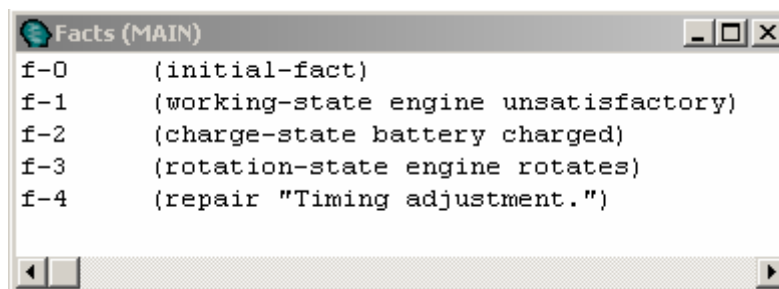 Facts (MAIN)
f-0 (initial-fact)
f-1 (working-state engine unsatisfactory)
f-2 (charge-state battery charged)
f-3 (rotation-state engine rotates)
f-4 (repair "Timing adjustment.")